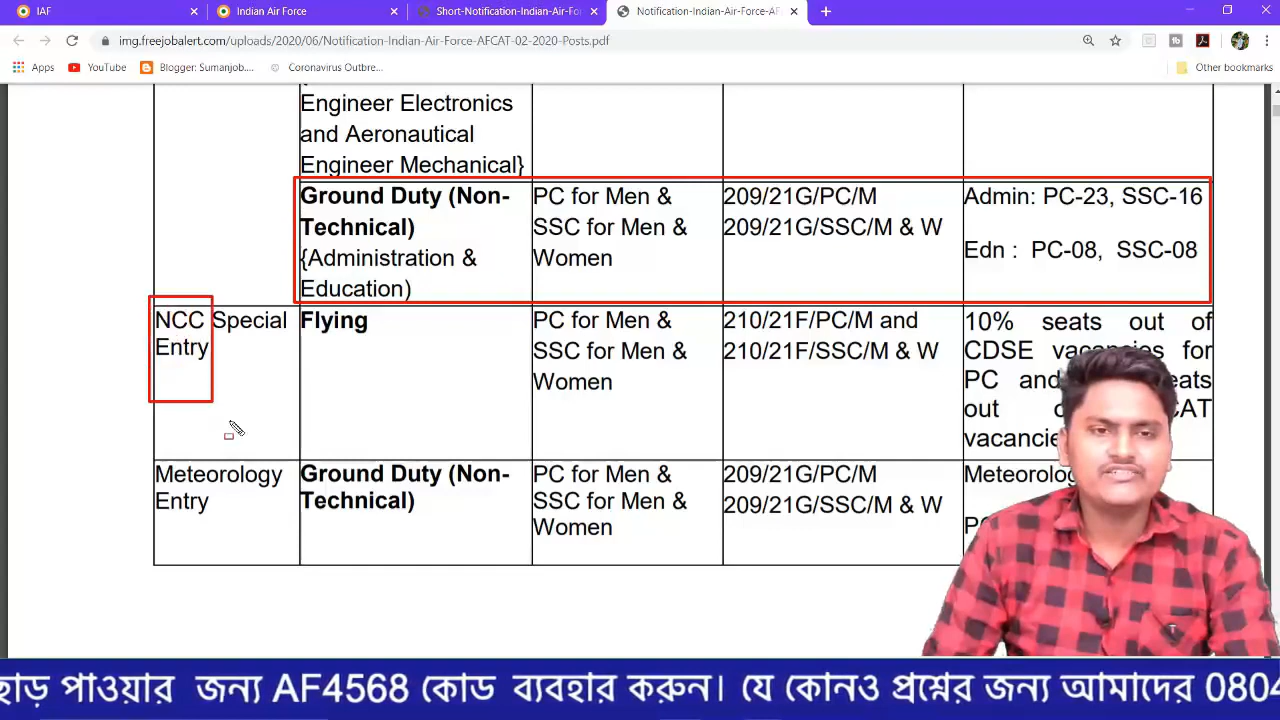 IAF
Indian Air Force
Short-Notification-Indian-Air-Fo
Notification-Indian-Air-Force-AF
img.freejobalert.com/uploads/2020/06/Notification-Indian-Air-Force-AFCAT-02-2020-Posts.pdf
Apps
YouTube
Blogger: Sumanjob....
Coronavirus Outbre...
Other bookmarks
Engineer Electronics
and Aeronautical
Engineer Mechanical}
Ground Duty (Non-
Technical)
{Administration &
Education)
PC for Men &
SSC for Men &
Women
209/21G/PC/M
209/21G/SSC/M & W
Admin: PC-23, SSC-16
Edn : PC-08, SSC-08
NCC Special
Entry
Flying
PC for Men &
SSC for Men &
Women
210/21F/PC/M and
210/21F/SSC/M & W
10% seats out of
CDSE vacancies for
PC and
out
Meteorology
Entry
Ground Duty (Non-
Technical)
PC for Men &
SSC for Men &
Women
209/21G/PC/M
209/21G/SSC/M & W
ছাড় পাওয়ার জন্য AF4568 কোড ব্যবহার করুন। যে কোনও প্রশ্নের জন্য আমাদের 0804